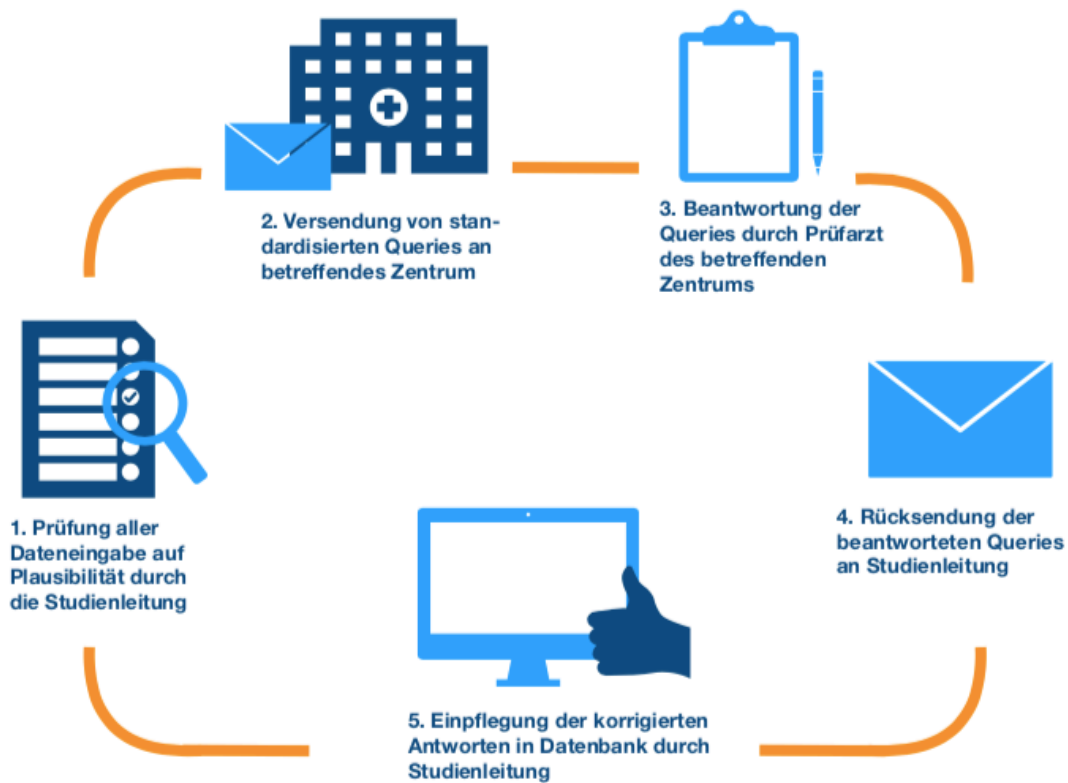 2. Versendung von stan-
dardisierten Queries an
betreffendes Zentrum
3. Beantwortung der
Queries durch Prüfarzt
des betreffenden
Zentrums
1. Prüfung aller
Dateneingabe auf
Plausibilität durch
die Studienleitung
4. Rücksendung der
beantworteten Queries
an Studienleitung
5. Einpflegung der korrigierten
Antworten in Datenbank durch
Studienleitung